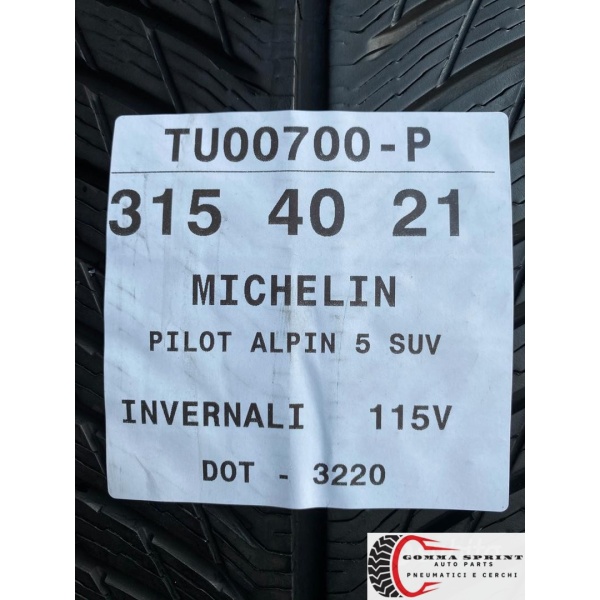 TU00700-P
315 40 21
MICHELIN
PILOT ALPIN 5 SUV
INVERNALI 115V
DOT - 3220
GOMMA SPRINT
AUTO PARTS
PNEUMATICI E CERCHI